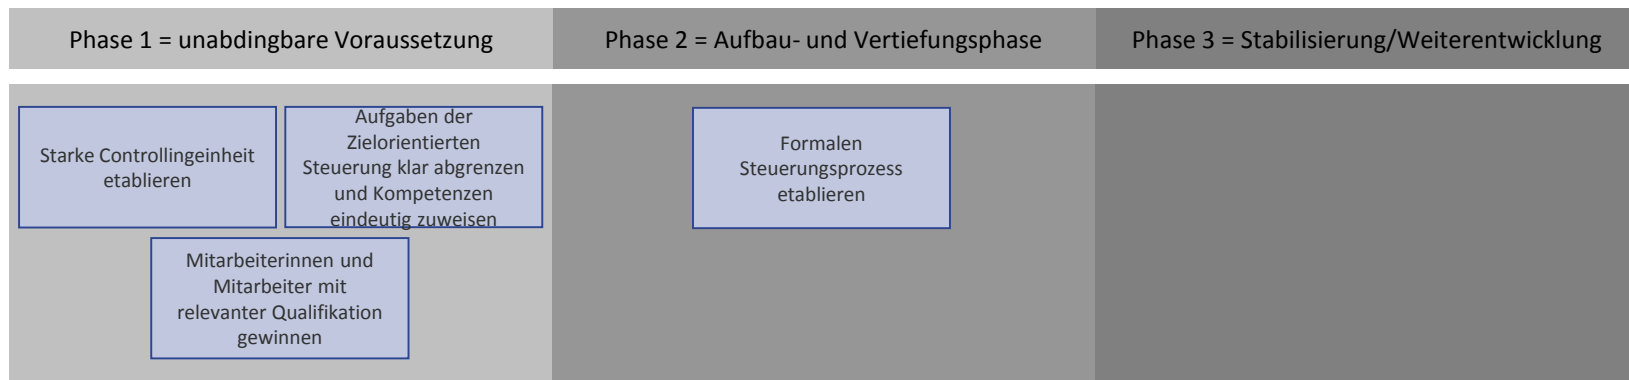 Phase 1 = unabdingbare Voraussetzung
Phase 2 = Aufbau- und Vertiefungsphase
Phase 3 = Stabilisierung/Weiterentwicklung
Starke Controllingeinheit
etablieren
Aufgaben der
Zielorientierten
Steuerung klar abgrenzen
und Kompetenzen
eindeutig zuweisen
Mitarbeiterinnen und
Mitarbeiter mit
relevanter Qualifikation
gewinnen
Formalen
Steuerungsprozess
etablieren